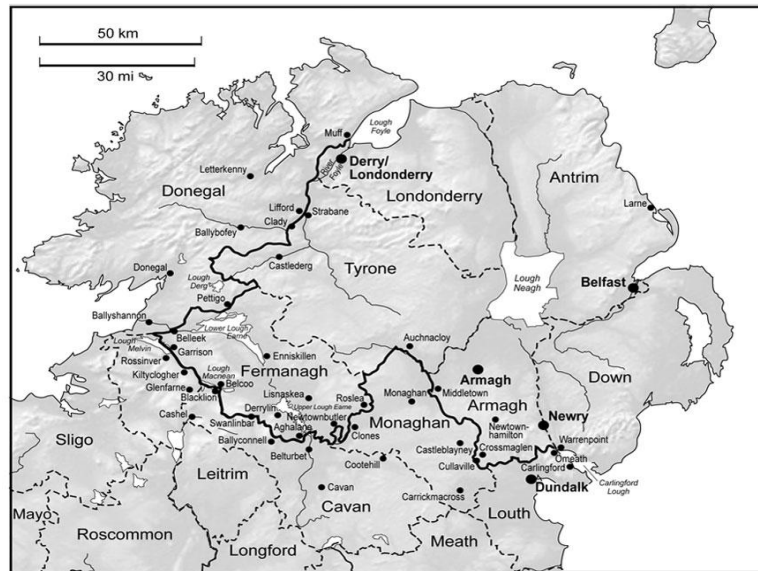 50 km
30 mi
Lough
Foyle
Muff
River
Foyle
Derry/
Londonderry
Letterkenny
Donegal
Londonderry
Antrim
Lifford
Strabane
Larne
Clady
Ballybofey
Castlederg
Tyrone
Donegal
Lough
Derg
Lough
Neagh
Belfast
Pettigo
Ballyshannon
Lower Lough
Erne
Belleek
Lough
Melvin
Garrison
Auchnacloy
Rossinver
Enniskillen
Fermanagh
Down
Kiltyclogher
Lough
Macnean
Belcoo
Armagh
Glenfarne
Blacklion
Lisnaskea
Roslea
Monaghan
Middletown
Upper Lough Earne
Armagh
Cashel
Derrylin
Newtownbutler
Newtown-
hamilton
Newry
Swanlinbar
Aghalane
Monaghan
Sligo
Ballyconnell
Clones
Crossmaglen
Warrenpoint
Castleblayney
Omeath
Belturbet
Cullaville
Carlingford
Cootehill
Leitrim
Carlingford
Lough
Cavan
Carrickmacross
Dundalk
Cavan
Louth
Mayo
Roscommon
Longford
Meath